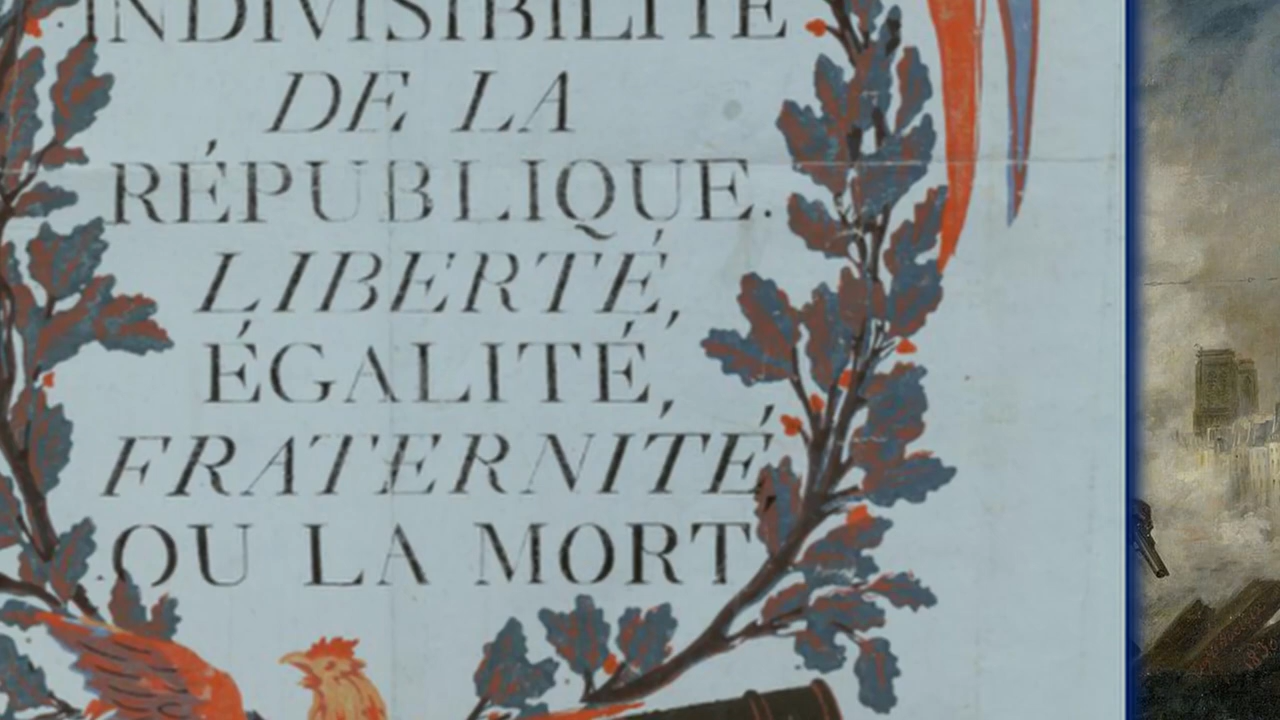 INDIVISIBILITÉ
DE LA
RÉPUBLIQUE.
LIBERTÉ,
ÉGALITÉ,
FRATERNITÉ,
OU LA MORT